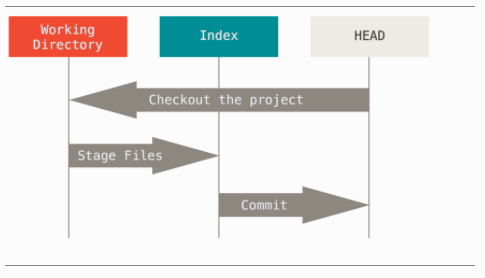 Working
Directory
Index
HEAD
Checkout the project
Stage Files
Commit